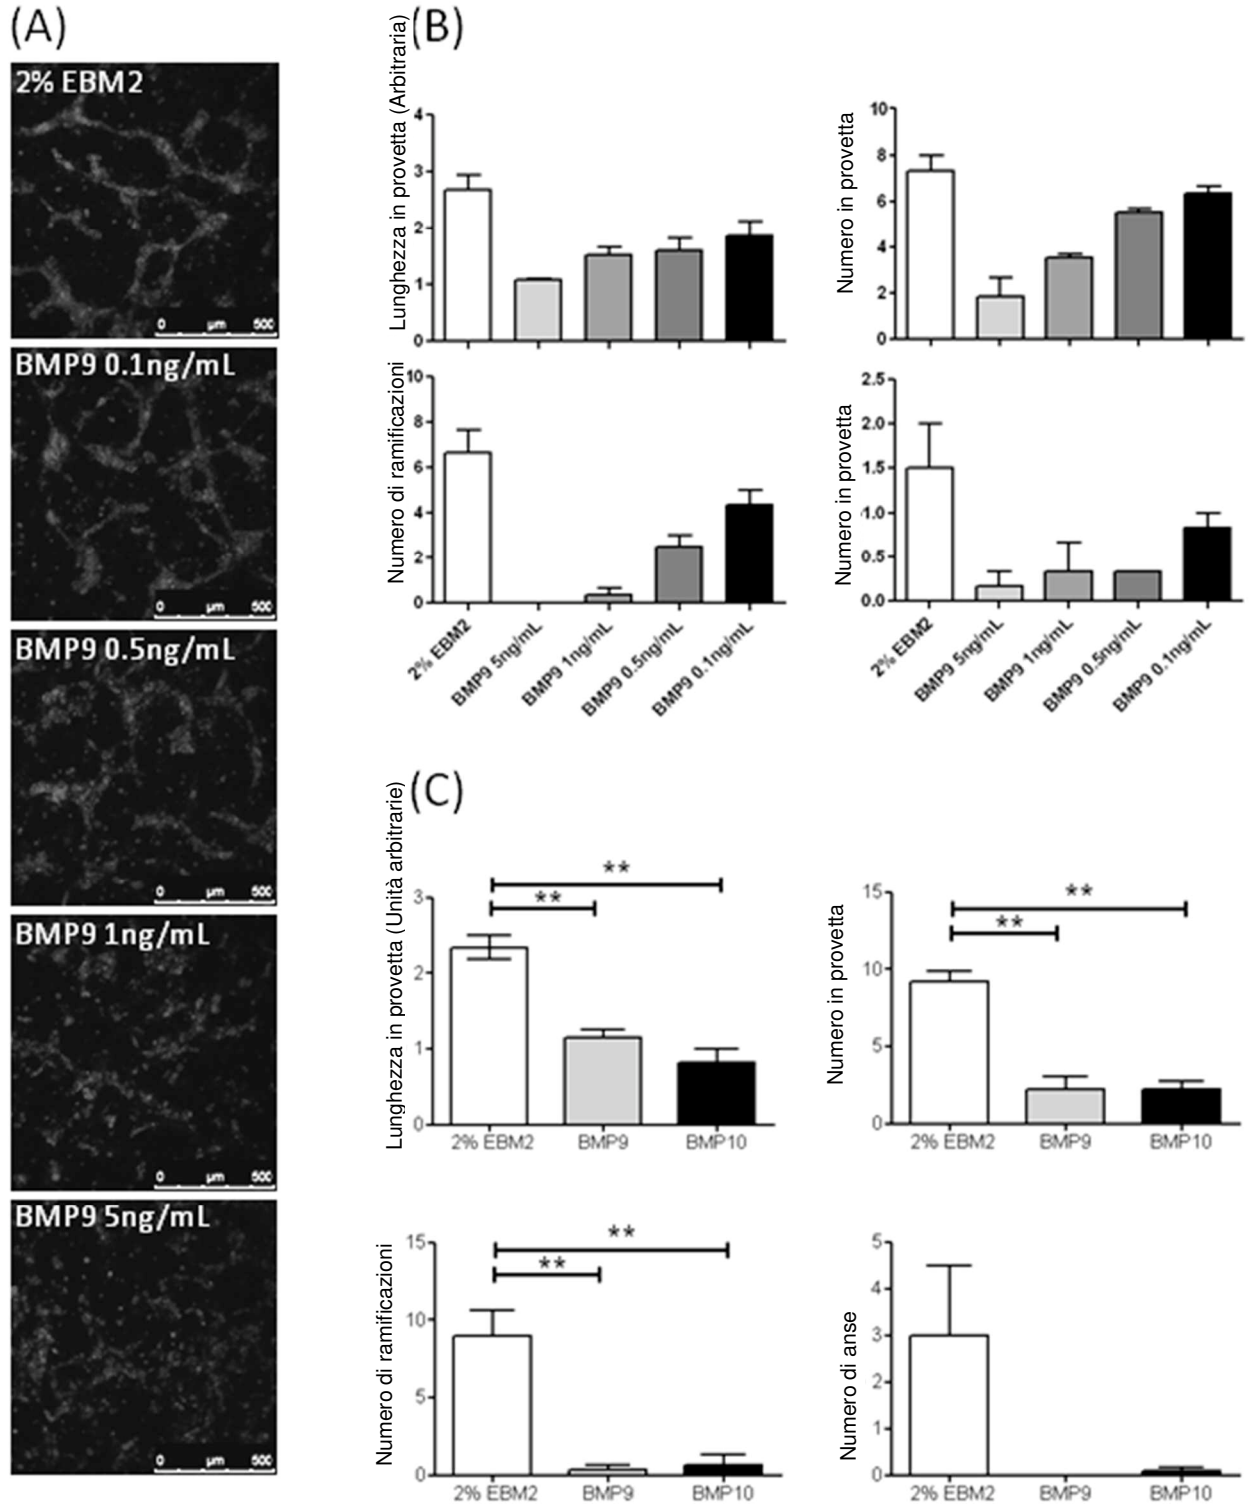 (A)
2% EBM2
0 µm 500
BMP9 0.1ng/mL
0 µm 500
BMP9 0.5ng/mL
0 µm 500
BMP9 1ng/mL
0 µm 500
BMP9 5ng/mL
0 µm 500
(B)
Lunghezza in provetta (Arbitraria)
4
3
2
1
0
Numero in provetta
10
8
6
4
2
0
Numero di ramificazioni
10
8
6
4
2
0
2% EBM2
BMP9 5ng/mL
BMP9 1ng/mL
BMP9 0.5ng/mL
BMP9 0.1ng/mL
Numero in provetta
2.5
2.0
1.5
1.0
0.5
0.0
2% EBM2
BMP9 5ng/mL
BMP9 1ng/mL
BMP9 0.5ng/mL
BMP9 0.1ng/mL
(C)
Lunghezza in provetta (Unità arbitrarie)
3
2
1
0
**
**
2% EBM2 BMP9 BMP10
Numero in provetta
15
10
5
0
**
**
2% EBM2 BMP9 BMP10
Numero di ramificazioni
15
10
5
0
**
**
2% EBM2 BMP9 BMP10
Numero di anse
5
4
3
2
1
0
2% EBM2 BMP9 BMP10